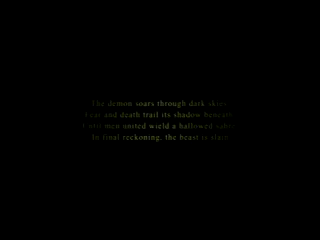 The demon soars through dark skies
Fear and death trail its shadow beneath
Until men united wield a hallowed sabre
In final reckoning, the beast is slain